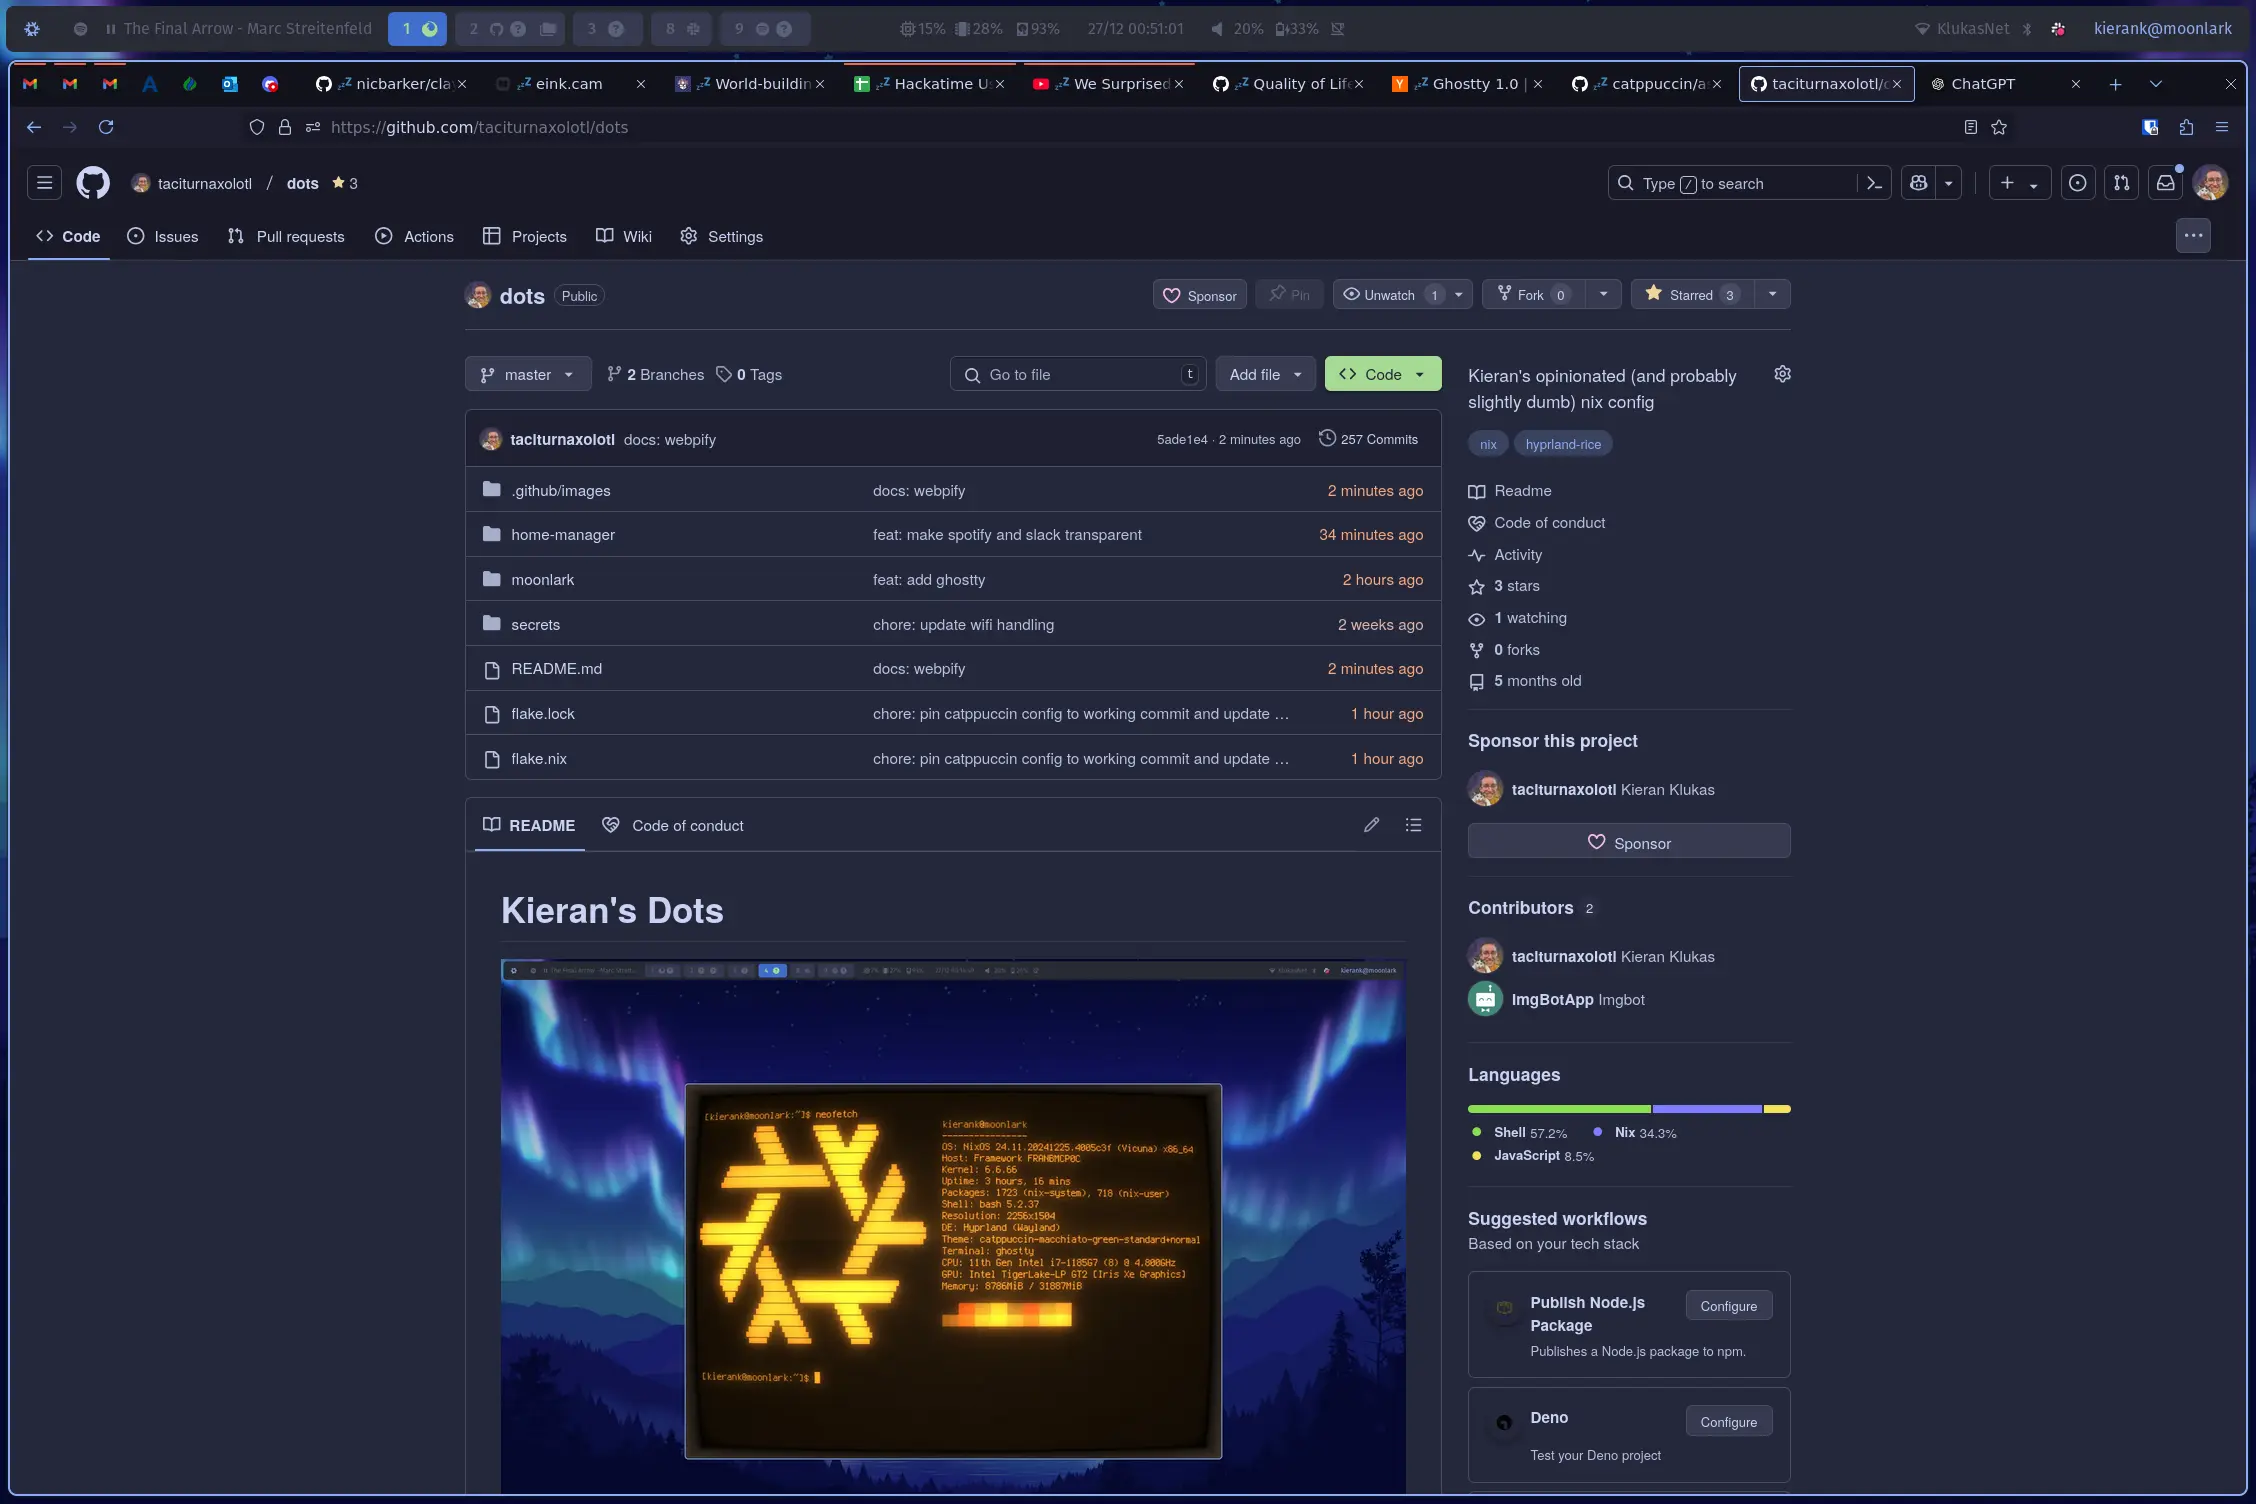 The Final Arrow - Marc Streitenfeld 1 2 3 8 9 15% 28% 93% 27/12 00:51:01 20% 33% KlukasNet kierank@moonlark
nicbarker/clay eink.cam World-buildin Hackatime U We Surprised Quality of Life Ghostty 1.0 | catppuccin/as taciturnaxolotl/d ChatGPT
https://github.com/taciturnaxolotl/dots
taciturnaxolotl / dots 3 Type / to search
Code Issues Pull requests Actions Projects Wiki Settings
dots Public Sponsor Pin Unwatch 1 Fork 0 Starred 3
master 2 Branches 0 Tags Go to file t Add file Code
taciturnaxolotl docs: webpify 5ade1e4 · 2 minutes ago 257 Commits
.github/images docs: webpify 2 minutes ago
home-manager feat: make spotify and slack transparent 34 minutes ago
moonlark feat: add ghostty 2 hours ago
secrets chore: update wifi handling 2 weeks ago
README.md docs: webpify 2 minutes ago
flake.lock chore: pin catppuccin config to working commit and update … 1 hour ago
flake.nix chore: pin catppuccin config to working commit and update … 1 hour ago
README Code of conduct
Kieran's Dots
kierank@moonlark
[kierank@moonlark:~]$ neofetch
kierank@moonlark
----------------
OS: NixOS 24.11.20241225.4005c3f (Vicuna) x86_64
Host: Framework FRANBMCP0C
Kernel: 6.6.66
Uptime: 3 hours, 16 mins
Packages: 1723 (nix-system), 718 (nix-user)
Shell: bash 5.2.37
Resolution: 2256x1504
DE: Hyprland (Wayland)
Theme: catppuccin-macchiato-green-standard+normal
Terminal: ghostty
CPU: 11th Gen Intel i7-1185G7 (8) @ 4.800GHz
GPU: Intel TigerLake-LP GT2 [Iris Xe Graphics]
Memory: 8786MiB / 31887MiB
[kierank@moonlark:~]$
Kieran's opinionated (and probably
slightly dumb) nix config
nix hyprland-rice
Readme
Code of conduct
Activity
3 stars
1 watching
0 forks
5 months old
Sponsor this project
taciturnaxolotl Kieran Klukas
Sponsor
Contributors 2
taciturnaxolotl Kieran Klukas
ImgBotApp Imgbot
Languages
Shell 57.2% Nix 34.3%
JavaScript 8.5%
Suggested workflows
Based on your tech stack
Publish Node.js
Package
Configure
Publishes a Node.js package to npm.
Deno Configure
Test your Deno project